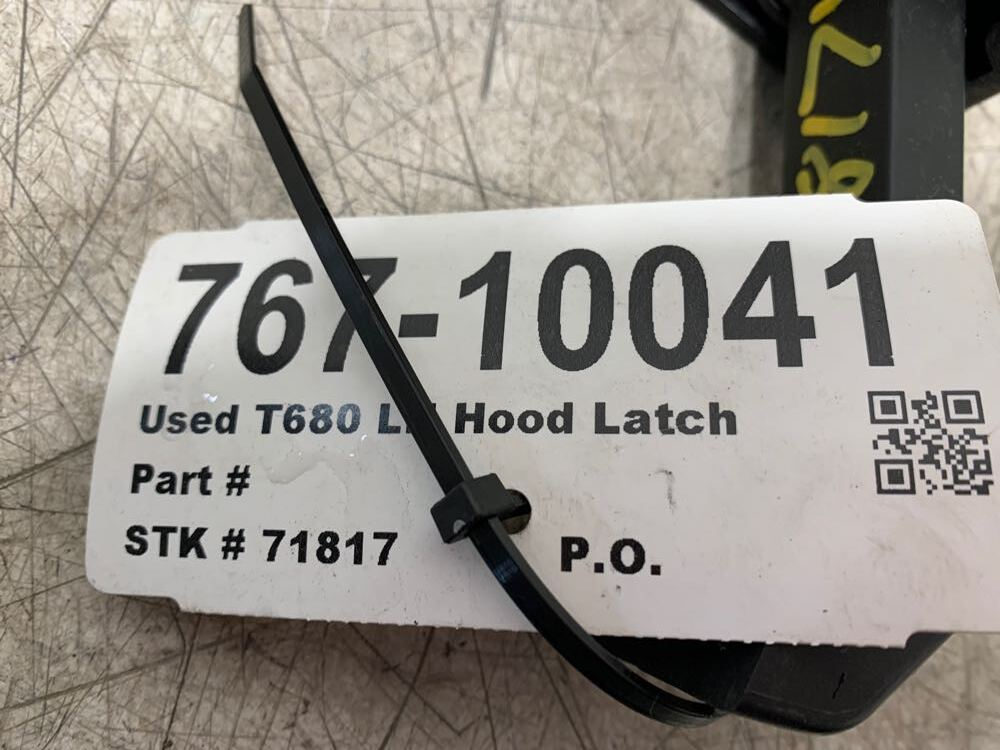 767-10041
Used T680 Hood Latch
Part #
STK # 71817
P.O.